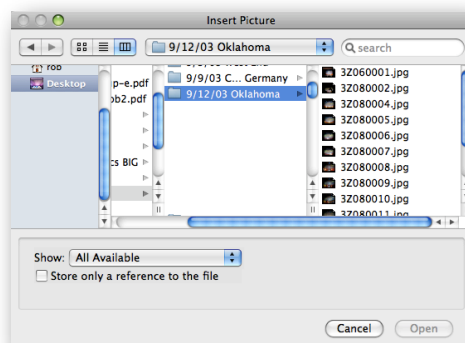 Insert Picture
9/12/03 Oklahoma
search
rob
Desktop
p-e.pdf
ob2.pdf
cs BIG
9/9/03 C... Germany
9/12/03 Oklahoma
3Z060001.jpg
3Z080002.jpg
3Z080004.jpg
3Z080005.jpg
3Z080006.jpg
3Z080007.jpg
3Z080008.jpg
3Z080009.jpg
3Z080010.jpg
3Z080011.jpg
Show: All Available
Store only a reference to the file
Cancel
Open